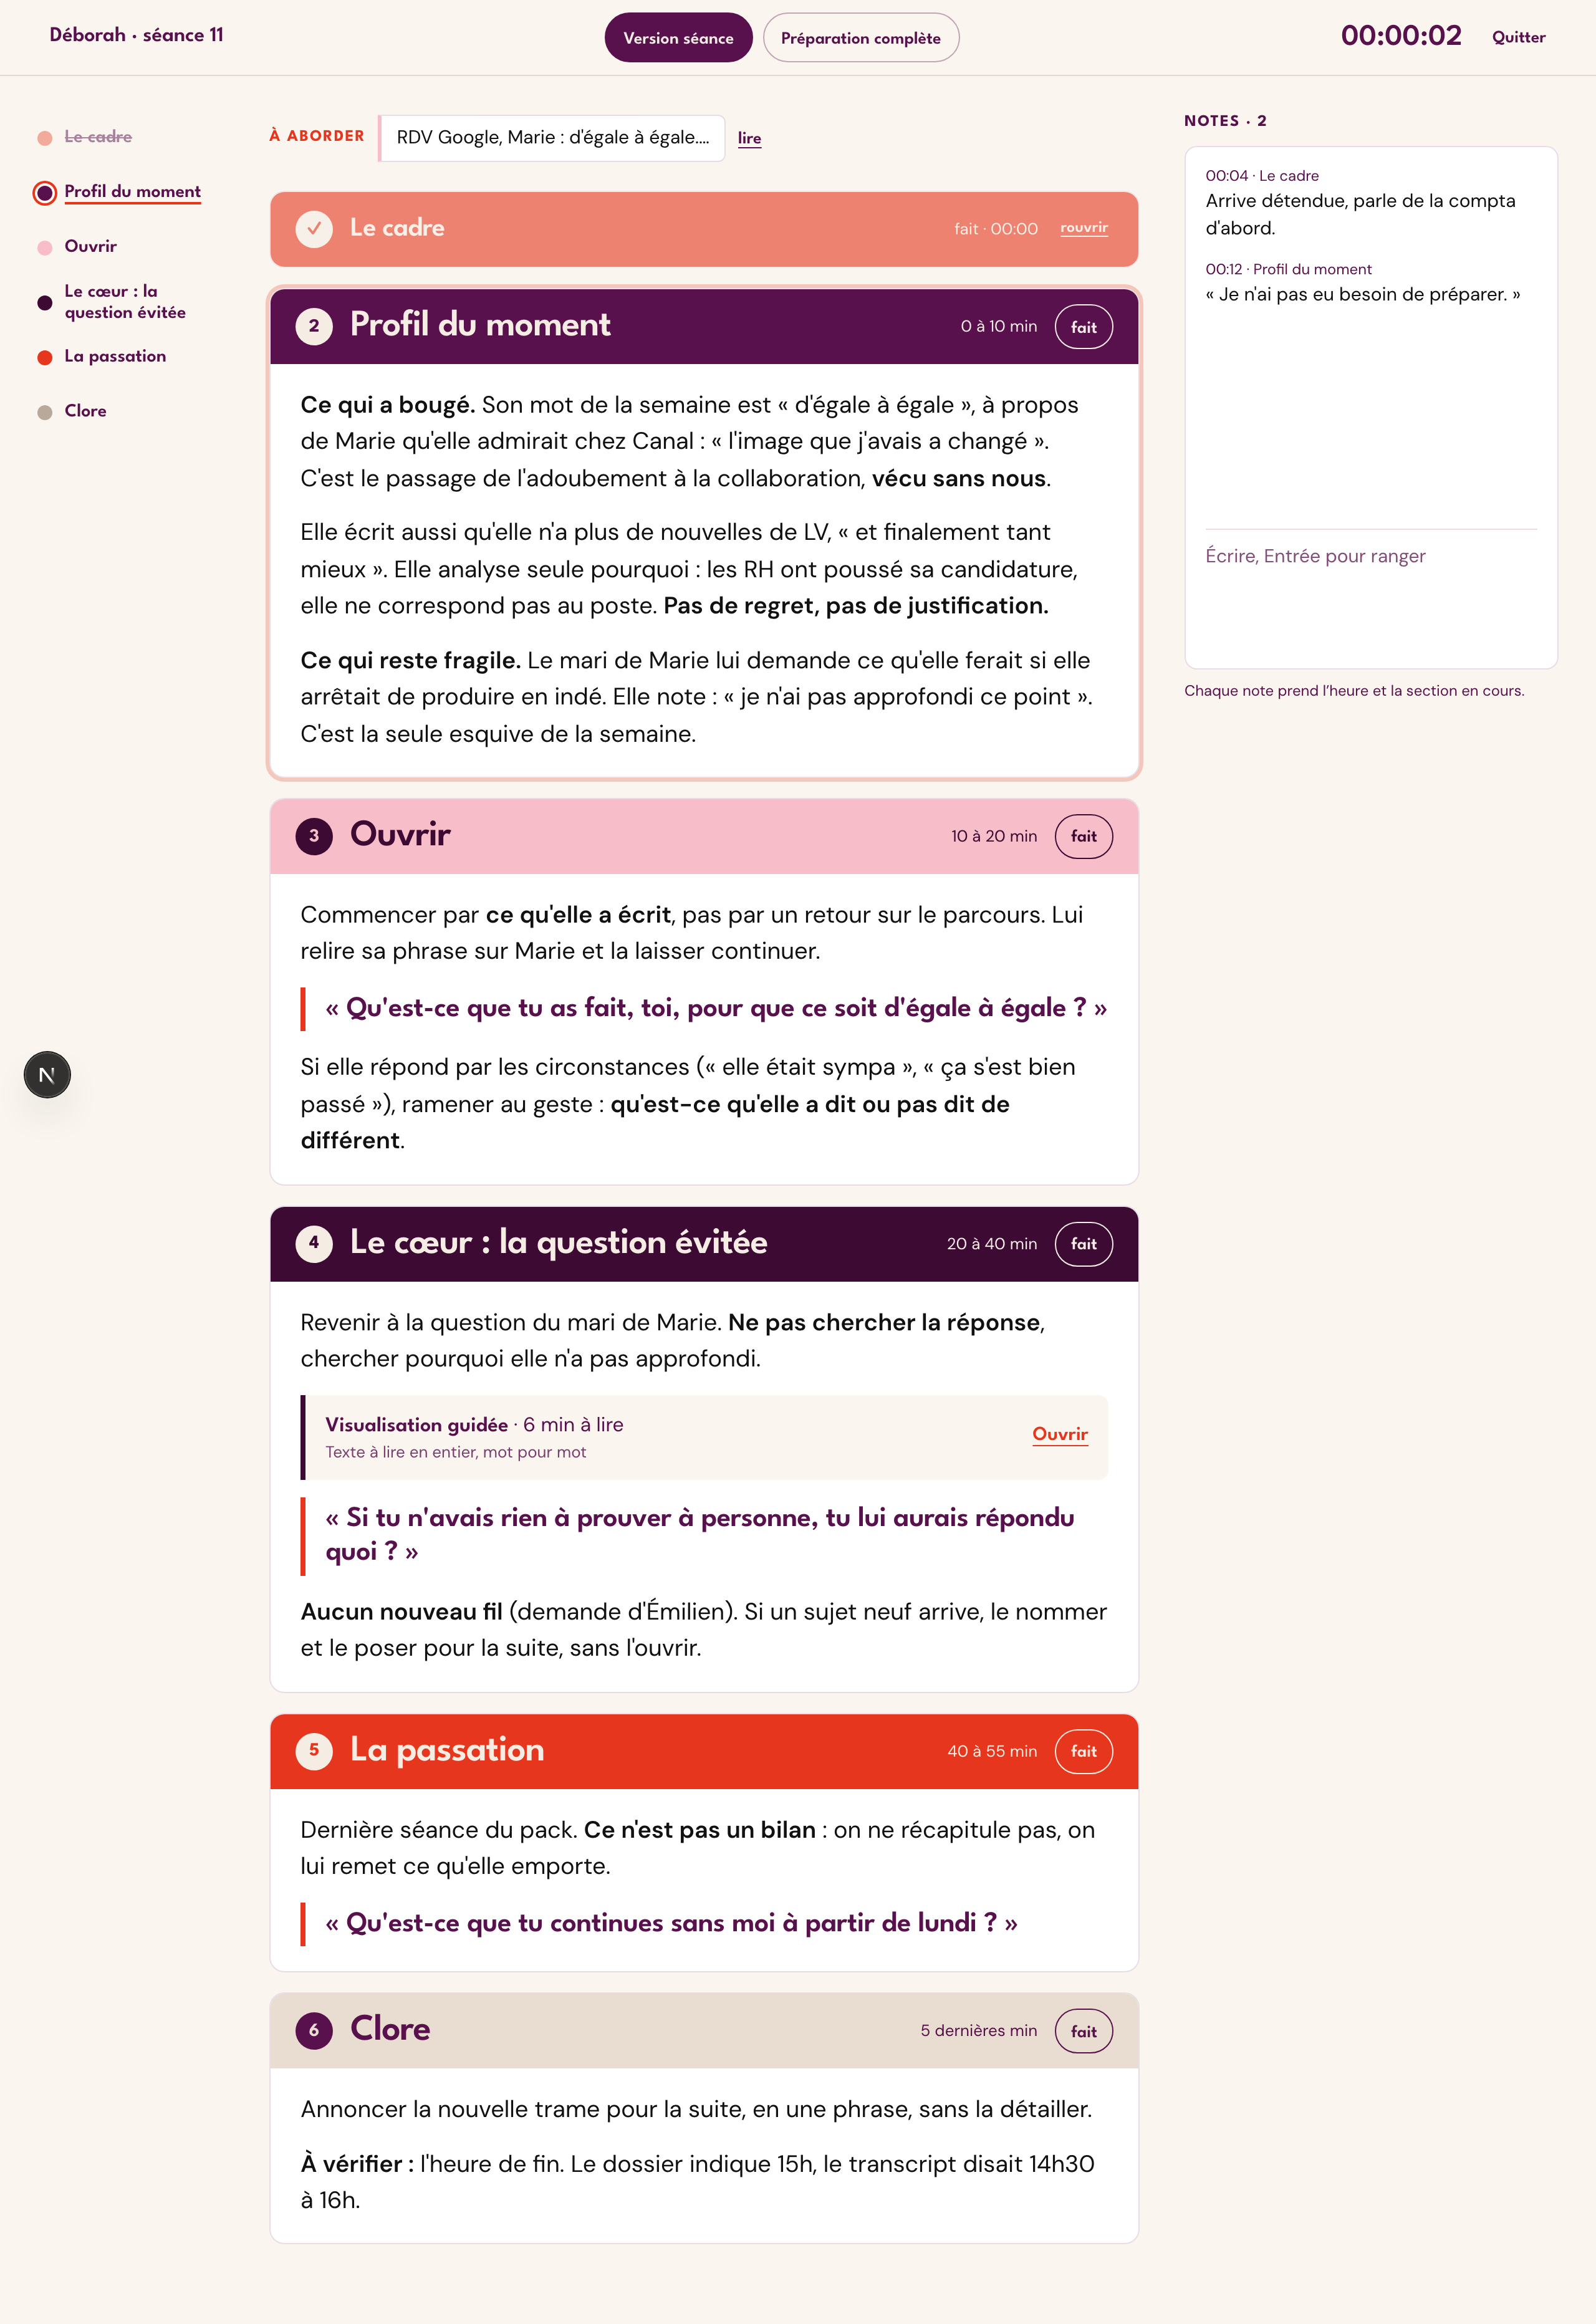 Déborah · séance 11
Version séance
Préparation complète
00:00:02
Quitter
Le cadre
Profil du moment
Ouvrir
Le cœur : la
question évitée
La passation
Clore
À ABORDER
RDV Google, Marie : d'égale à égale....
lire
Le cadre
fait · 00:00
rouvrir
2
Profil du moment
0 à 10 min
fait
Ce qui a bougé. Son mot de la semaine est « d'égale à égale », à propos
de Marie qu'elle admirait chez Canal : « l'image que j'avais a changé ».
C'est le passage de l'adoubement à la collaboration, vécu sans nous.
Elle écrit aussi qu'elle n'a plus de nouvelles de LV, « et finalement tant
mieux ». Elle analyse seule pourquoi : les RH ont poussé sa candidature,
elle ne correspond pas au poste. Pas de regret, pas de justification.
Ce qui reste fragile. Le mari de Marie lui demande ce qu'elle ferait si elle
arrêtait de produire en indé. Elle note : « je n'ai pas approfondi ce point ».
C'est la seule esquive de la semaine.
3
Ouvrir
10 à 20 min
fait
Commencer par ce qu'elle a écrit, pas par un retour sur le parcours. Lui
relire sa phrase sur Marie et la laisser continuer.
« Qu'est-ce que tu as fait, toi, pour que ce soit d'égale à égale ? »
Si elle répond par les circonstances (« elle était sympa », « ça s'est bien
passé »), ramener au geste : qu'est-ce qu'elle a dit ou pas dit de
différent.
4
Le cœur : la question évitée
20 à 40 min
fait
Revenir à la question du mari de Marie. Ne pas chercher la réponse,
chercher pourquoi elle n'a pas approfondi.
Visualisation guidée · 6 min à lire
Texte à lire en entier, mot pour mot
Ouvrir
« Si tu n'avais rien à prouver à personne, tu lui aurais répondu
quoi ? »
Aucun nouveau fil (demande d'Émilien). Si un sujet neuf arrive, le nommer
et le poser pour la suite, sans l'ouvrir.
5
La passation
40 à 55 min
fait
Dernière séance du pack. Ce n'est pas un bilan : on ne récapitule pas, on
lui remet ce qu'elle emporte.
« Qu'est-ce que tu continues sans moi à partir de lundi ? »
6
Clore
5 dernières min
fait
Annoncer la nouvelle trame pour la suite, en une phrase, sans la détailler.
À vérifier : l'heure de fin. Le dossier indique 15h, le transcript disait 14h30
à 16h.
NOTES · 2
00:04 · Le cadre
Arrive détendue, parle de la compta
d'abord.
00:12 · Profil du moment
« Je n'ai pas eu besoin de préparer. »
Écrire, Entrée pour ranger
Chaque note prend l'heure et la section en cours.
N